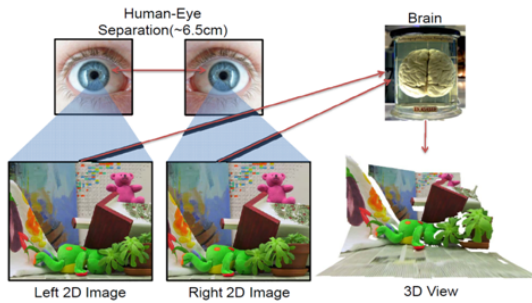 Human-Eye
Separation(~6.5cm)
Brain
Left 2D Image
Right 2D Image
3D View